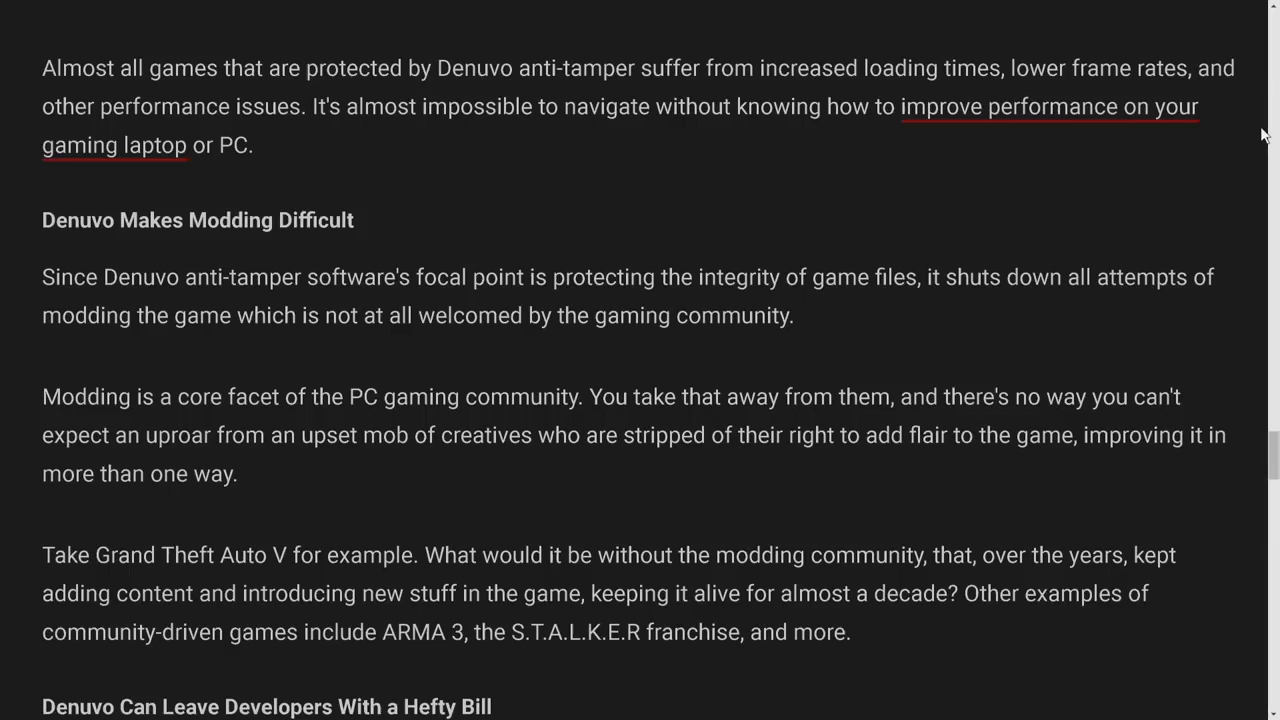 Almost all games that are protected by Denuvo anti-tamper suffer from increased loading times, lower frame rates, and
other performance issues. It's almost impossible to navigate without knowing how to improve performance on your
gaming laptop or PC.
Denuvo Makes Modding Difficult
Since Denuvo anti-tamper software's focal point is protecting the integrity of game files, it shuts down all attempts of
modding the game which is not at all welcomed by the gaming community.
Modding is a core facet of the PC gaming community. You take that away from them, and there's no way you can't
expect an uproar from an upset mob of creatives who are stripped of their right to add flair to the game, improving it in
more than one way.
Take Grand Theft Auto V for example. What would it be without the modding community, that, over the years, kept
adding content and introducing new stuff in the game, keeping it alive for almost a decade? Other examples of
community-driven games include ARMA 3, the S.T.A.L.K.E.R franchise, and more.
Denuvo Can Leave Developers With a Hefty Bill